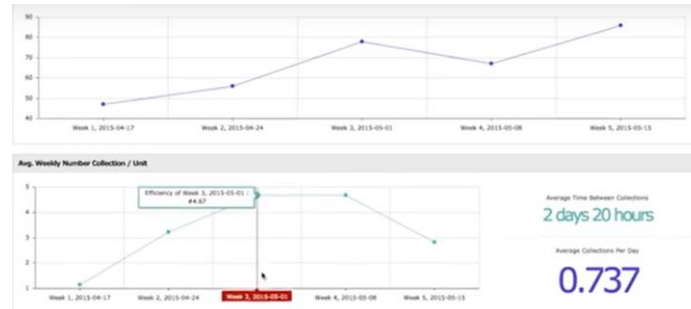 90
80
70
60
50
40
Week 1, 2015-04-17 Week 2, 2015-04-24 Week 3, 2015-05-01 Week 4, 2015-05-08 Week 5, 2015-05-15
Avg. Weekly Number Collection / Unit
5
4
3
2
1
Efficiency of Week 3, 2015-05-01 :
#4.67
Week 1, 2015-04-17 Week 2, 2015-04-24 Week 3, 2015-05-01 Week 4, 2015-05-08 Week 5, 2015-05-15
Average Time Between Collections
2 days 20 hours
Average Collections Per Day
0.737